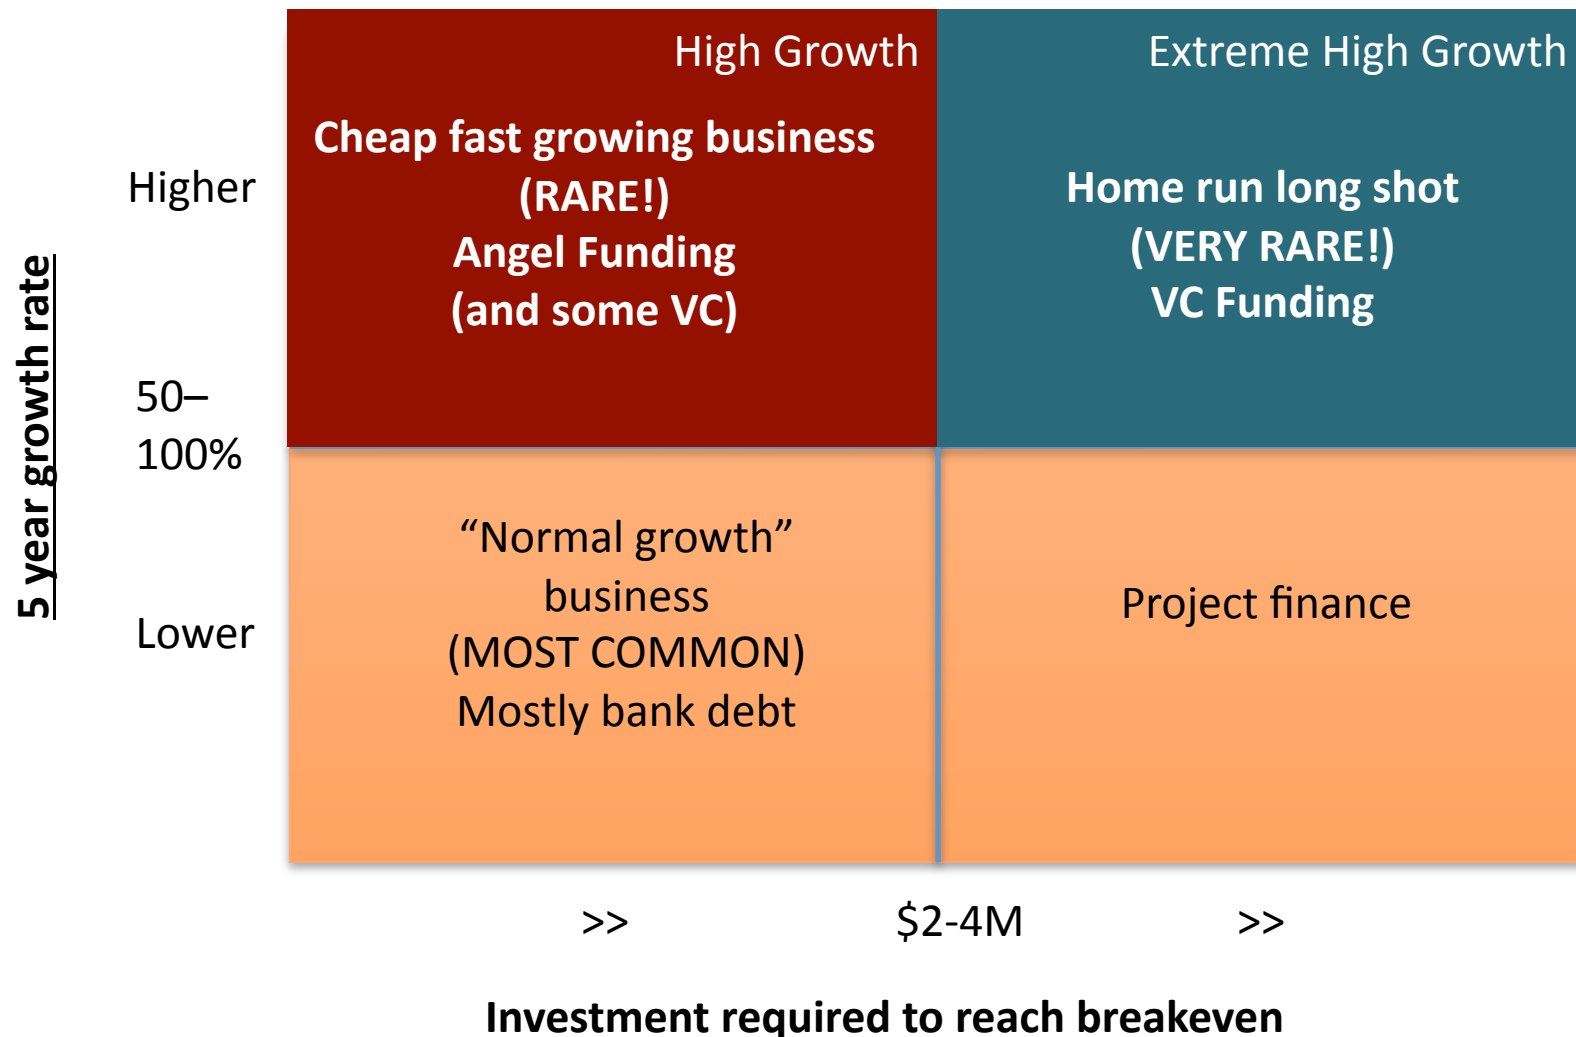 High Growth
Extreme High Growth
Cheap fast growing business
(RARE!)
Angel Funding
(and some VC)
Home run long shot
(VERY RARE!)
VC Funding
5 year growth rate
Higher
50–
100%
Lower
“Normal growth”
business
(MOST COMMON)
Mostly bank debt
Project finance
>>
$2-4M
>>
Investment required to reach breakeven